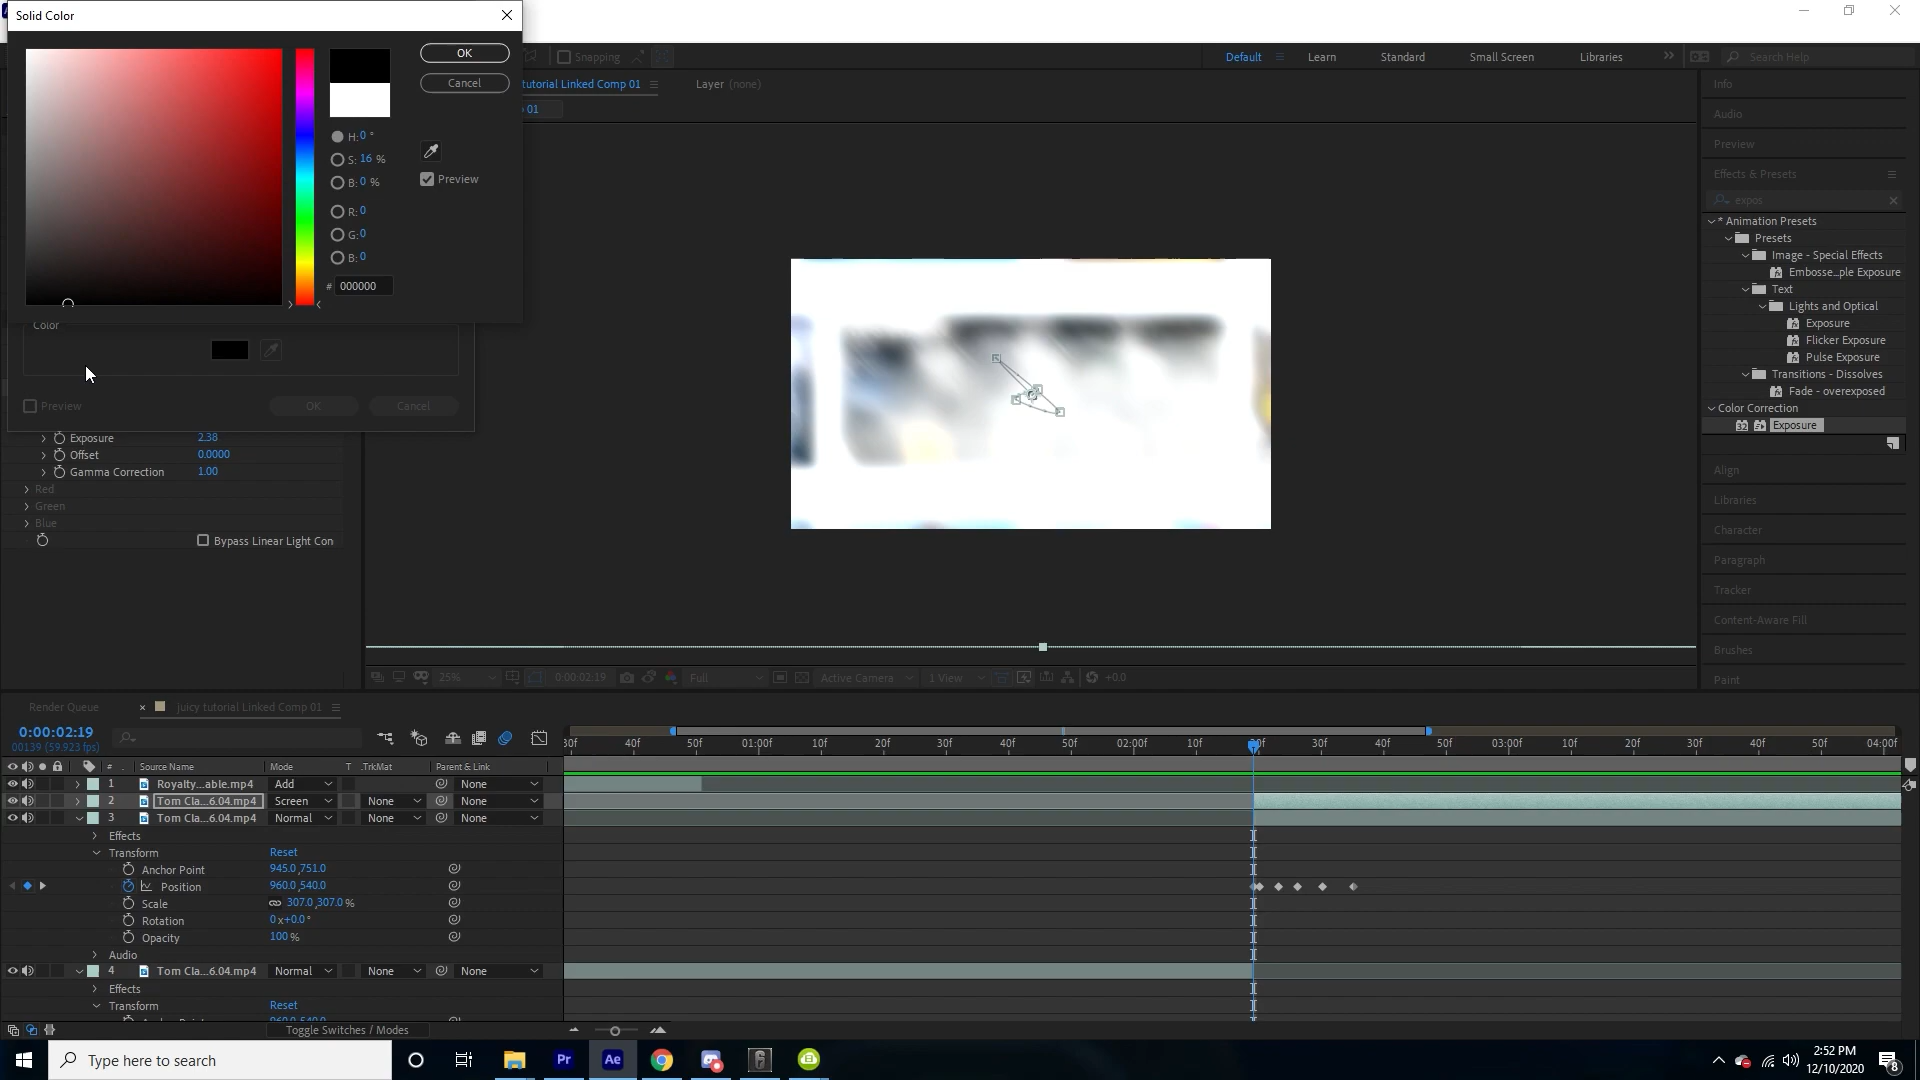 Solid Color
OK
Cancel
H: 0 °
S: 16 %
B: 0 %
R: 0
G: 0
B: 0
# 000000
Preview
Color
Preview
OK
Cancel
Exposure 2.38
Offset 0.0000
Gamma Correction 1.00
Red
Green
Blue
Bypass Linear Light Con
Snapping
Default
Learn
Standard
Small Screen
Libraries
Search Help
tutorial Linked Comp 01
Layer (none)
01
Info
Audio
Preview
Effects & Presets
expos
* Animation Presets
Presets
Image - Special Effects
Embosse...ple Exposure
Text
Lights and Optical
Exposure
Flicker Exposure
Pulse Exposure
Transitions - Dissolves
Fade - overexposed
Color Correction
32
Exposure
Align
Libraries
Character
Paragraph
Tracker
Content-Aware Fill
Brushes
Paint
25%
0:00:02:19
Full
Active Camera
1 View
+0.0
Render Queue
juicy tutorial Linked Comp 01
0:00:02:19
00139 (59.923 fps)
30f 40f 50f 01:00f 10f 20f 30f 40f 50f 02:00f 10f 20f 30f 40f 50f 03:00f 10f 20f 30f 40f 50f 04:00f
# Source Name Mode T .TrkMat Parent & Link
1 Royalty...able.mp4 Add None
2 Tom Cla...6.04.mp4 Screen None None
3 Tom Cla...6.04.mp4 Normal None None
Effects
Transform Reset
Anchor Point 945.0,751.0
Position 960.0,540.0
Scale 307.0,307.0 %
Rotation 0x+0.0°
Opacity 100 %
Audio
4 Tom Cla...6.04.mp4 Normal None None
Effects
Transform Reset
Toggle Switches / Modes
Type here to search
Pr
Ae
2:52 PM
12/10/2020
8